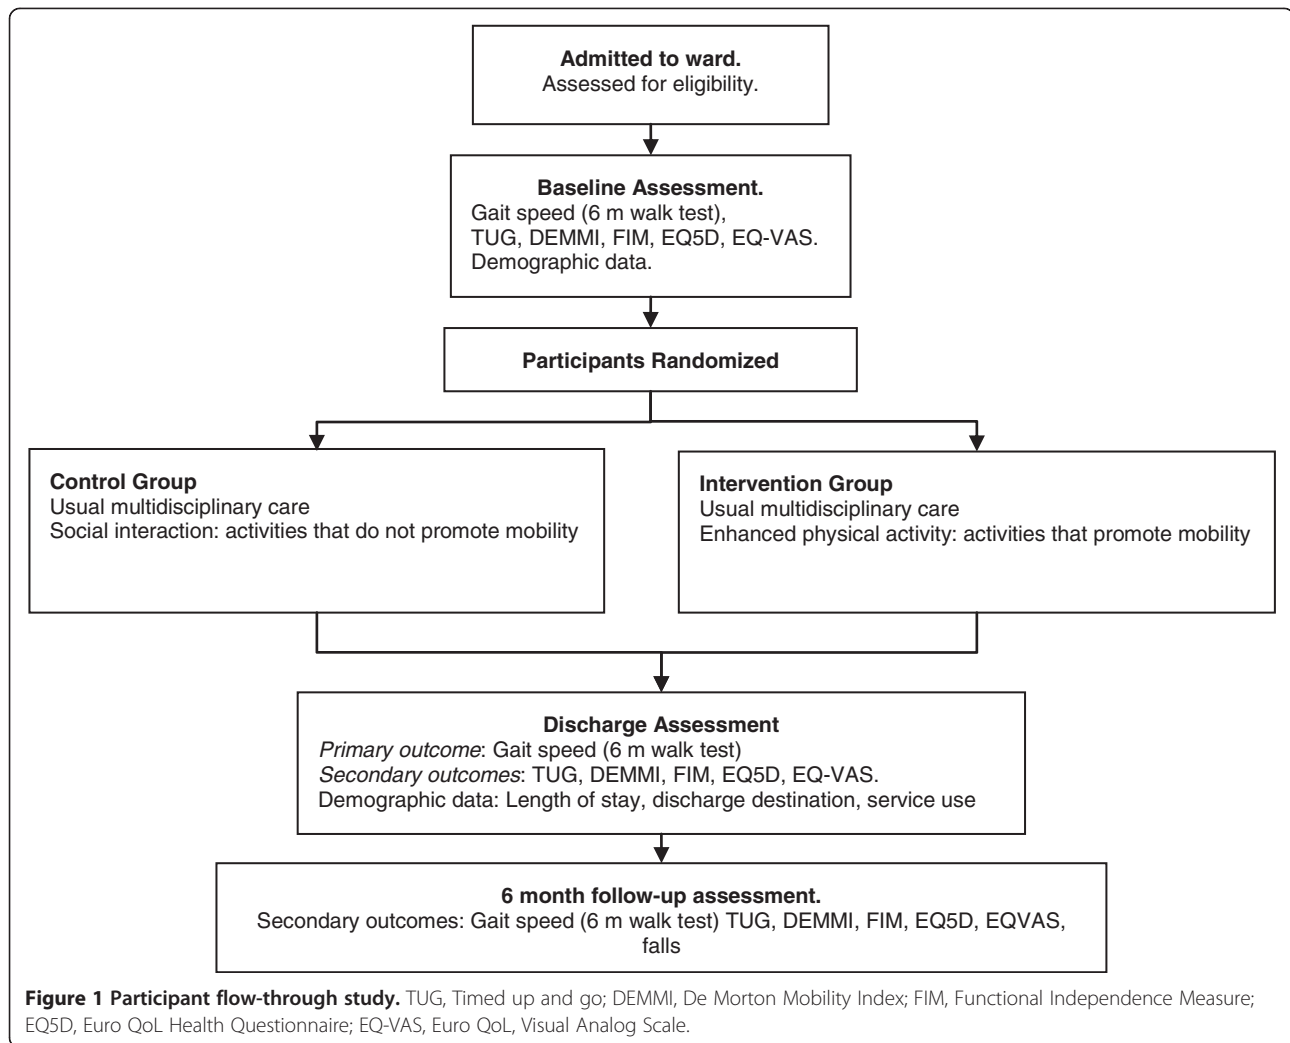 Admitted to ward.
Assessed for eligibility.
Baseline Assessment.
Gait speed (6 m walk test),
TUG, DEMMI, FIM, EQ5D, EQ-VAS.
Demographic data.
Participants Randomized
Control Group
Usual multidisciplinary care
Social interaction: activities that do not promote mobility
Intervention Group
Usual multidisciplinary care
Enhanced physical activity: activities that promote mobility
Discharge Assessment
Primary outcome: Gait speed (6 m walk test)
Secondary outcomes: TUG, DEMMI, FIM, EQ5D, EQ-VAS.
Demographic data: Length of stay, discharge destination, service use
6 month follow-up assessment.
Secondary outcomes: Gait speed (6 m walk test) TUG, DEMMI, FIM, EQ5D, EQVAS,
falls
Figure 1 Participant flow-through study. TUG, Timed up and go; DEMMI, De Morton Mobility Index; FIM, Functional Independence Measure;
EQ5D, Euro QoL Health Questionnaire; EQ-VAS, Euro QoL, Visual Analog Scale.